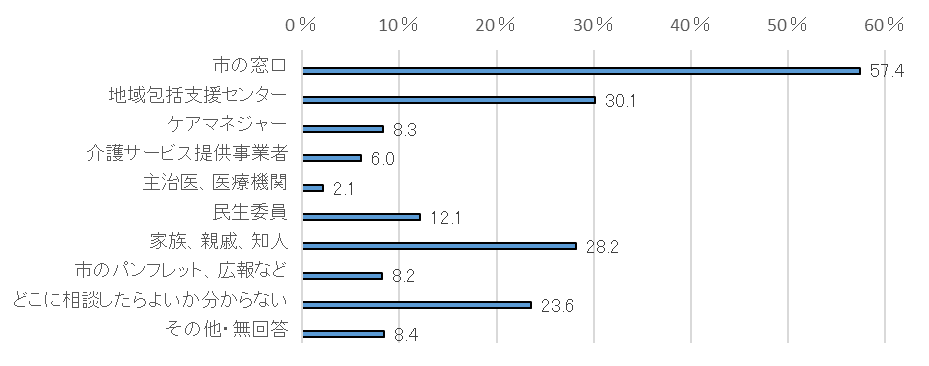 0% 10% 20% 30% 40% 50% 60%
市の窓口 57.4
地域包括支援センター 30.1
ケアマネジャー 8.3
介護サービス提供事業者 6.0
主治医、医療機関 2.1
民生委員 12.1
家族、親戚、知人 28.2
市のパンフレット、広報など 8.2
どこに相談したらよいか分からない 23.6
その他・無回答 8.4